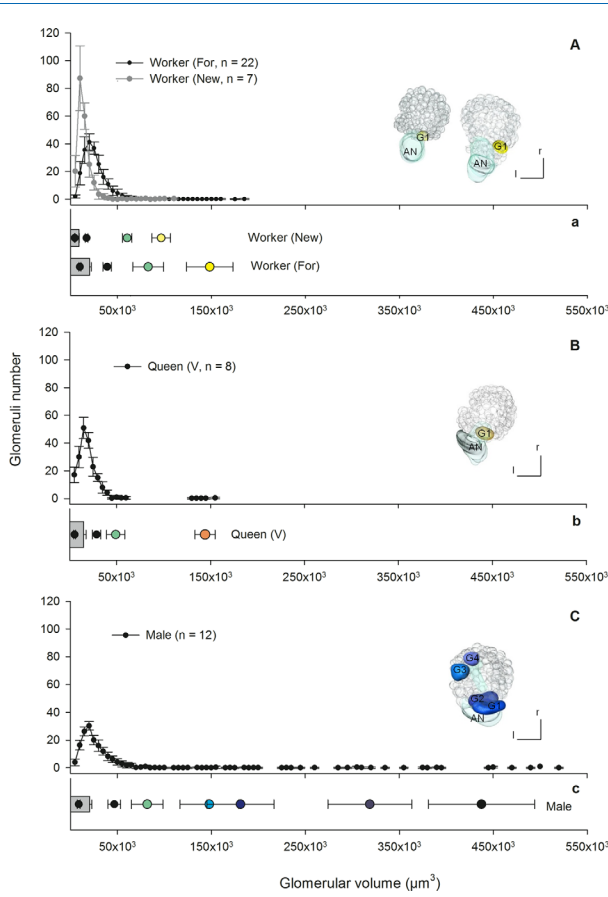 120
100
80
60
40
20
0
Worker (For, n = 22)
Worker (New, n = 7)
A
G1
AN
G1
AN
r
l
a
Worker (New)
Worker (For)
50x10³ 150x10³ 250x10³ 350x10³ 450x10³ 550x10³
Glomeruli number
120
100
80
60
40
20
0
Queen (V, n = 8)
B
G1
AN
r
l
b
Queen (V)
50x10³ 150x10³ 250x10³ 350x10³ 450x10³ 550x10³
120
100
80
60
40
20
0
Male (n = 12)
C
G4
G3
G2
G1
AN
r
l
c
Male
50x10³ 150x10³ 250x10³ 350x10³ 450x10³ 550x10³
Glomerular volume (µm³)